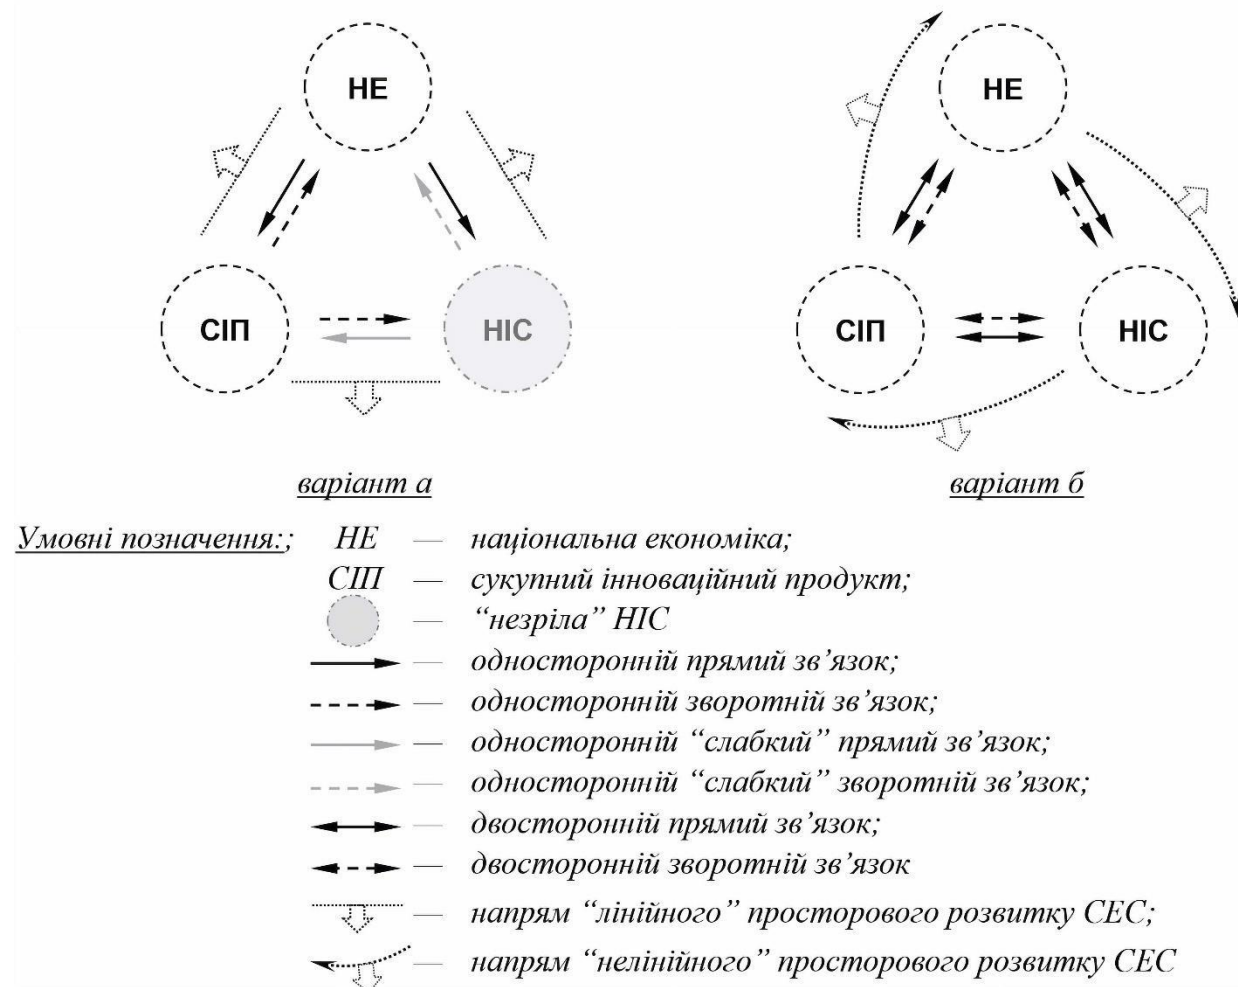 НЕ
НЕ
СІП
НІС
СІП
НІС
варіант а
варіант б
Умовні позначення:; НЕ — національна економіка;
СІП — сукупний інноваційний продукт;
— “незріла” НІС
— односторонній прямий зв’язок;
— односторонній зворотній зв’язок;
— односторонній “слабкий” прямий зв’язок;
— односторонній “слабкий” зворотній зв’язок;
— двосторонній прямий зв’язок;
— двосторонній зворотній зв’язок
— напрям “лінійного” просторового розвитку СЕС;
— напрям “нелінійного” просторового розвитку СЕС